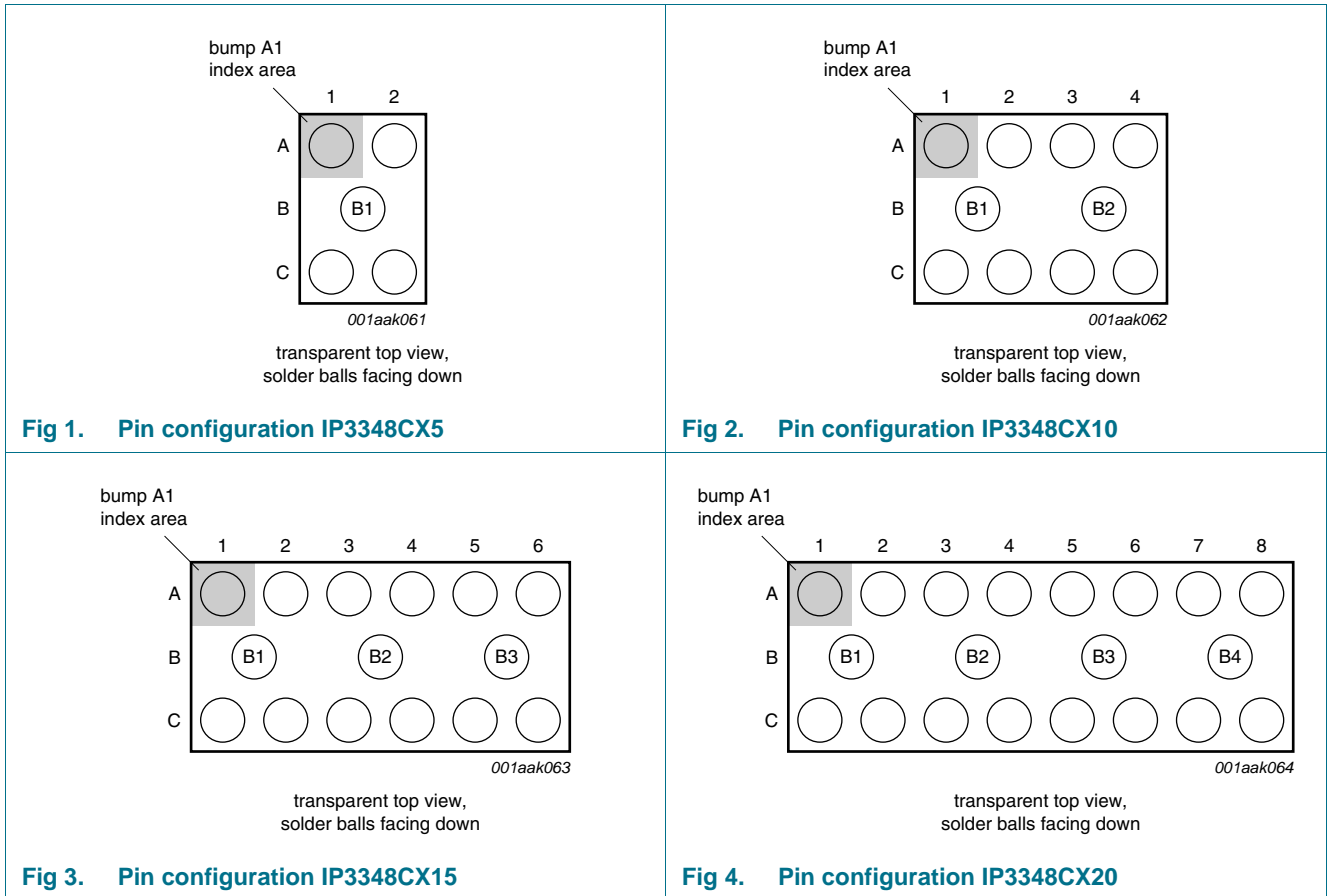 bump A1
index area
1 2
A
B B1
C
001aak061
transparent top view,
solder balls facing down
Fig 1. Pin configuration IP3348CX5
bump A1
index area
1 2 3 4
A
B B1 B2
C
001aak062
transparent top view,
solder balls facing down
Fig 2. Pin configuration IP3348CX10
bump A1
index area
1 2 3 4 5 6
A
B B1 B2 B3
C
001aak063
transparent top view,
solder balls facing down
Fig 3. Pin configuration IP3348CX15
bump A1
index area
1 2 3 4 5 6 7 8
A
B B1 B2 B3 B4
C
001aak064
transparent top view,
solder balls facing down
Fig 4. Pin configuration IP3348CX20